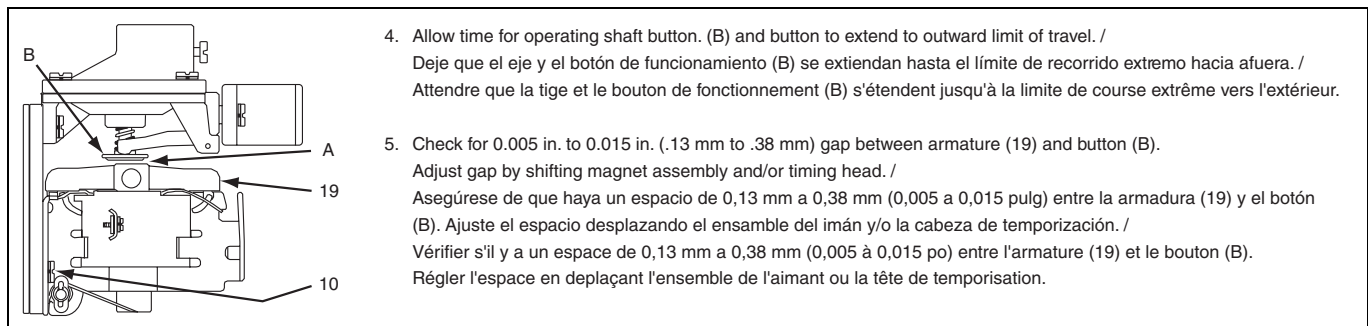 B
A
19
10
4. Allow time for operating shaft button. (B) and button to extend to outward limit of travel. /
Deje que el eje y el botón de funcionamiento (B) se extiendan hasta el límite de recorrido extremo hacia afuera. /
Attendre que la tige et le bouton de fonctionnement (B) s'étendent jusqu'à la limite de course extrême vers l'extérieur.
5. Check for 0.005 in. to 0.015 in. (.13 mm to .38 mm) gap between armature (19) and button (B).
Adjust gap by shifting magnet assembly and/or timing head. /
Asegúrese de que haya un espacio de 0,13 mm a 0,38 mm (0,005 a 0,015 pulg) entre la armadura (19) y el botón
(B). Ajuste el espacio desplazando el ensamble del imán y/o la cabeza de temporización. /
Vérifier s'il y a un espace de 0,13 mm a 0,38 mm (0,005 à 0,015 po) entre l'armature (19) et le bouton (B).
Régler l'espace en deplaçant l'ensemble de l'aimant ou la tête de temporisation.